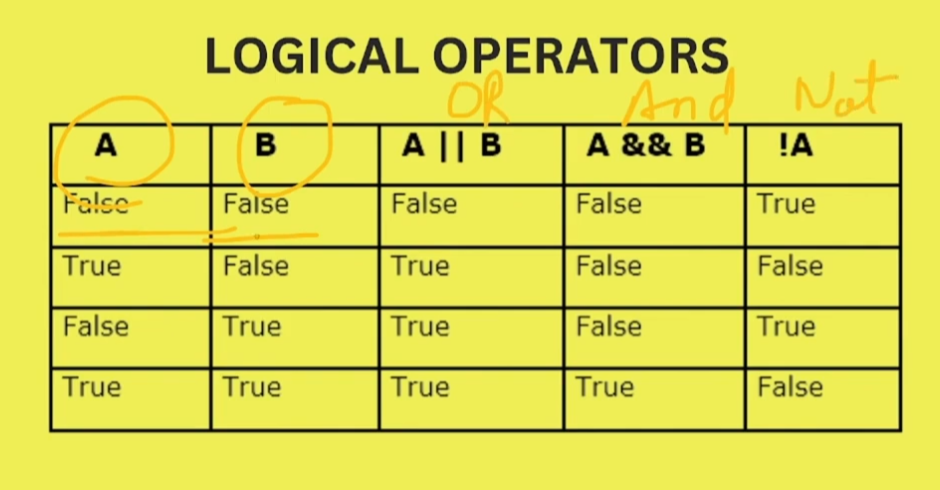 LOGICAL OPERATORS
OR And Not
A B A || B A && B !A
False False False False True
True False True False False
False True True False True
True True True True False